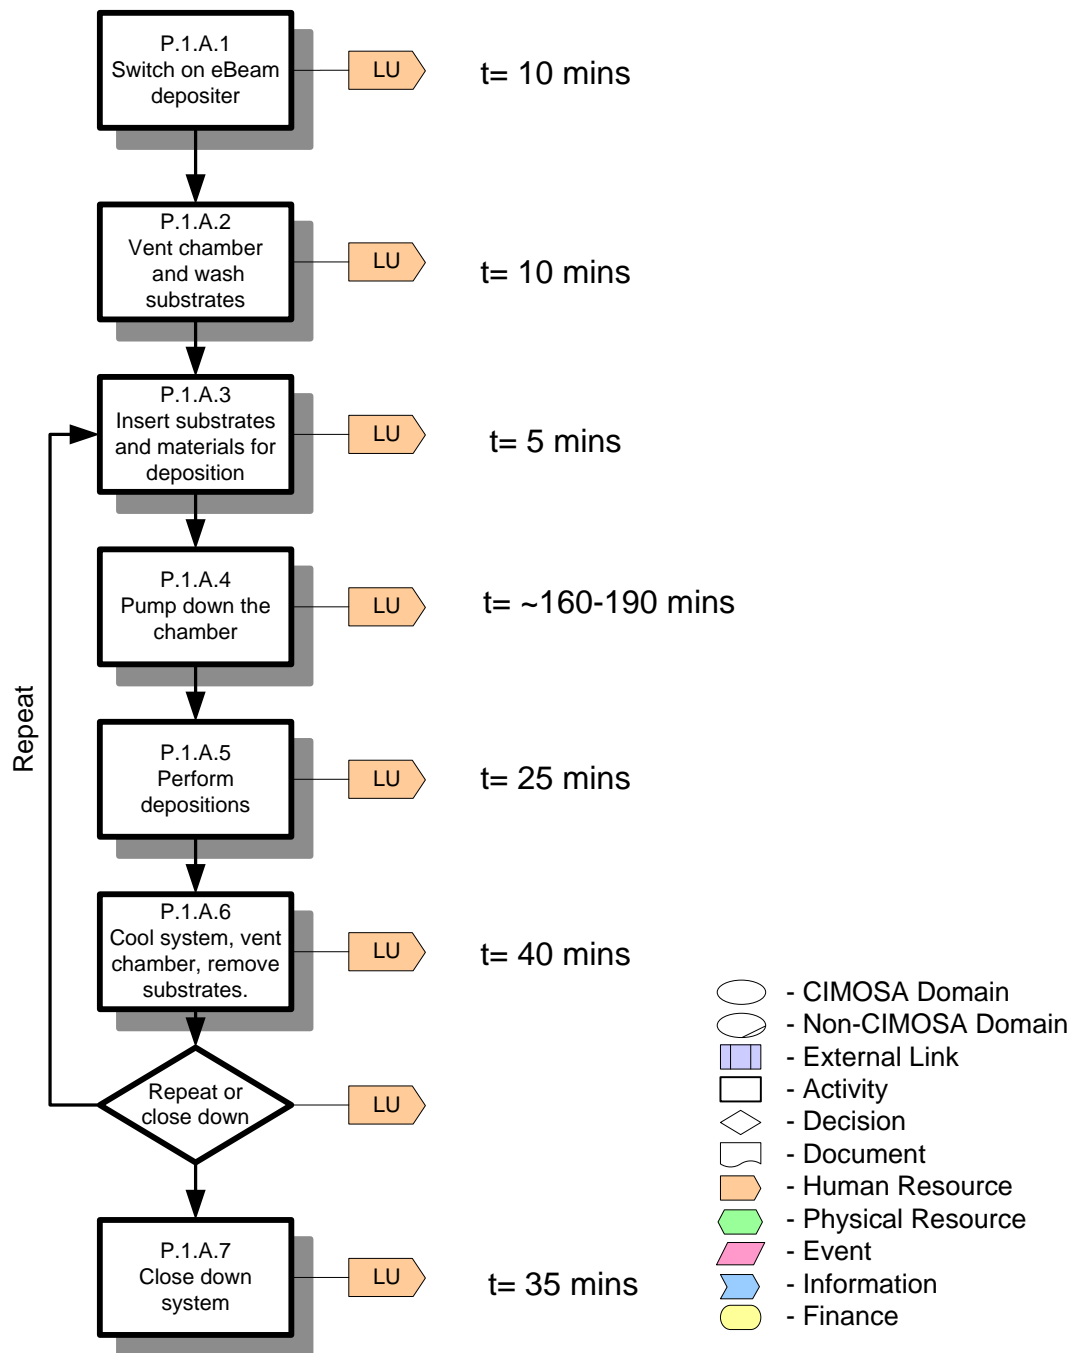 P.1.A.1
Switch on eBeam
depositer
LU
t= 10 mins
P.1.A.2
Vent chamber
and wash
substrates
LU
t= 10 mins
P.1.A.3
Insert substrates
and materials for
deposition
LU
t= 5 mins
P.1.A.4
Pump down the
chamber
LU
t= ~160-190 mins
Repeat
P.1.A.5
Perform
depositions
LU
t= 25 mins
P.1.A.6
Cool system, vent
chamber, remove
substrates.
LU
t= 40 mins
Repeat or
close down
LU
P.1.A.7
Close down
system
LU
t= 35 mins
- CIMOSA Domain
- Non-CIMOSA Domain
- External Link
- Activity
- Decision
- Document
- Human Resource
- Physical Resource
- Event
- Information
- Finance